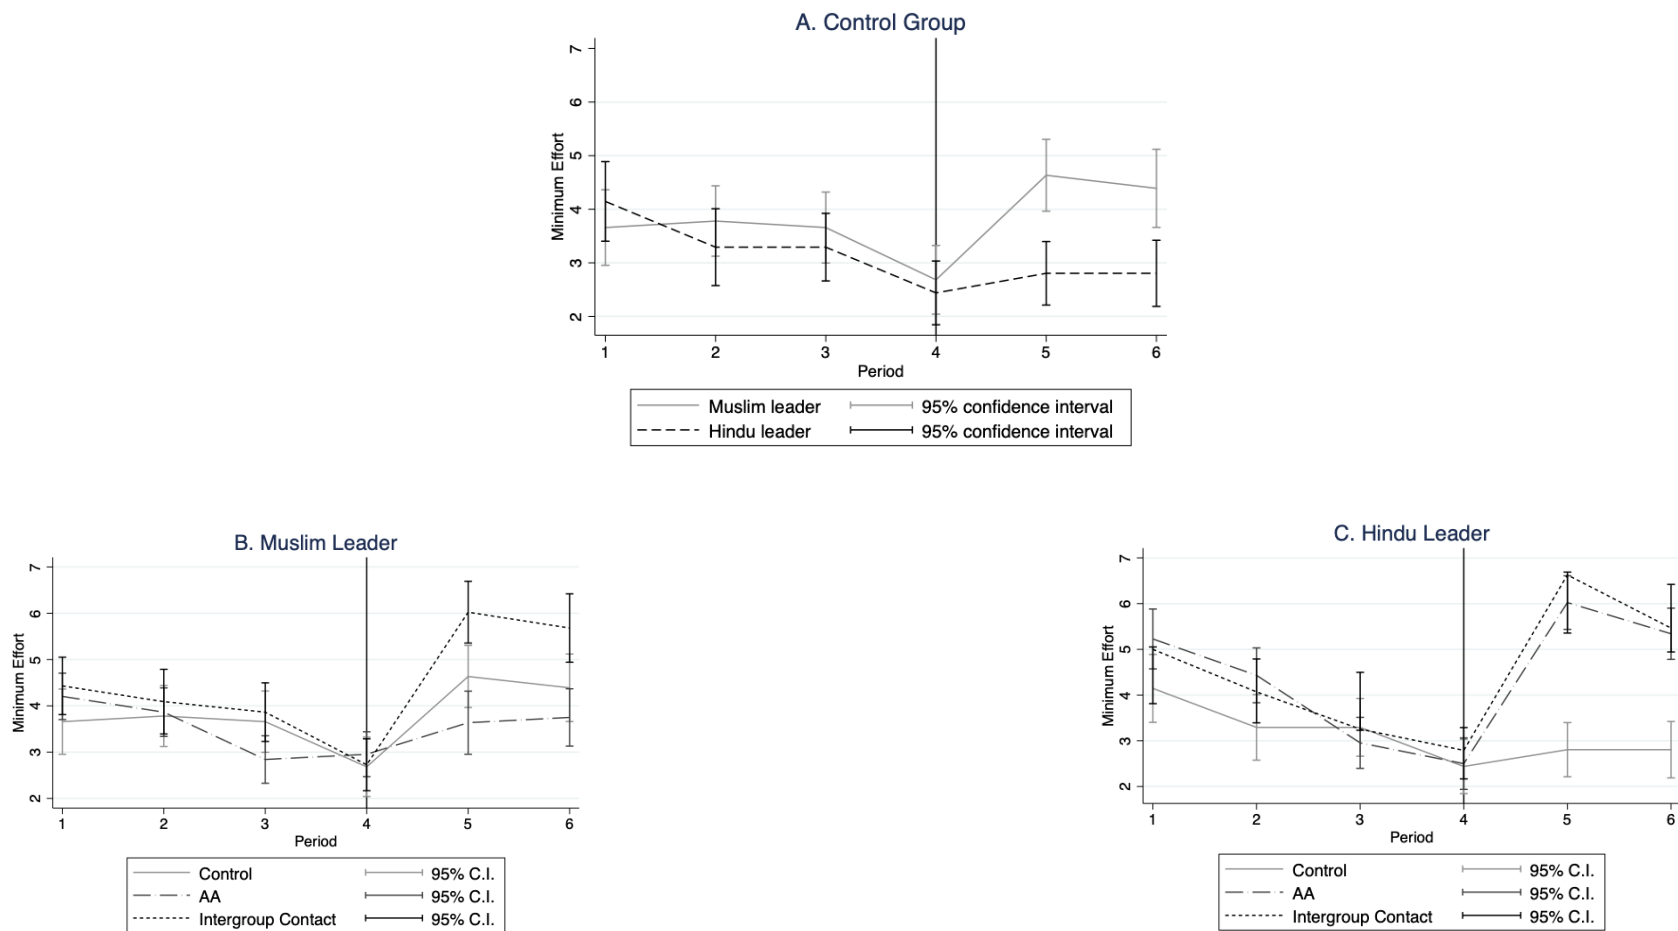 A. Control Group
7
6
5
4
3
2
Minimum Effort
1 2 3 4 5 6
Period
Muslim leader 95% confidence interval
Hindu leader 95% confidence interval
B. Muslim Leader
7
6
5
4
3
2
Minimum Effort
1 2 3 4 5 6
Period
Control 95% C.I.
AA 95% C.I.
Intergroup Contact 95% C.I.
C. Hindu Leader
7
6
5
4
3
2
Minimum Effort
1 2 3 4 5 6
Period
Control 95% C.I.
AA 95% C.I.
Intergroup Contact 95% C.I.